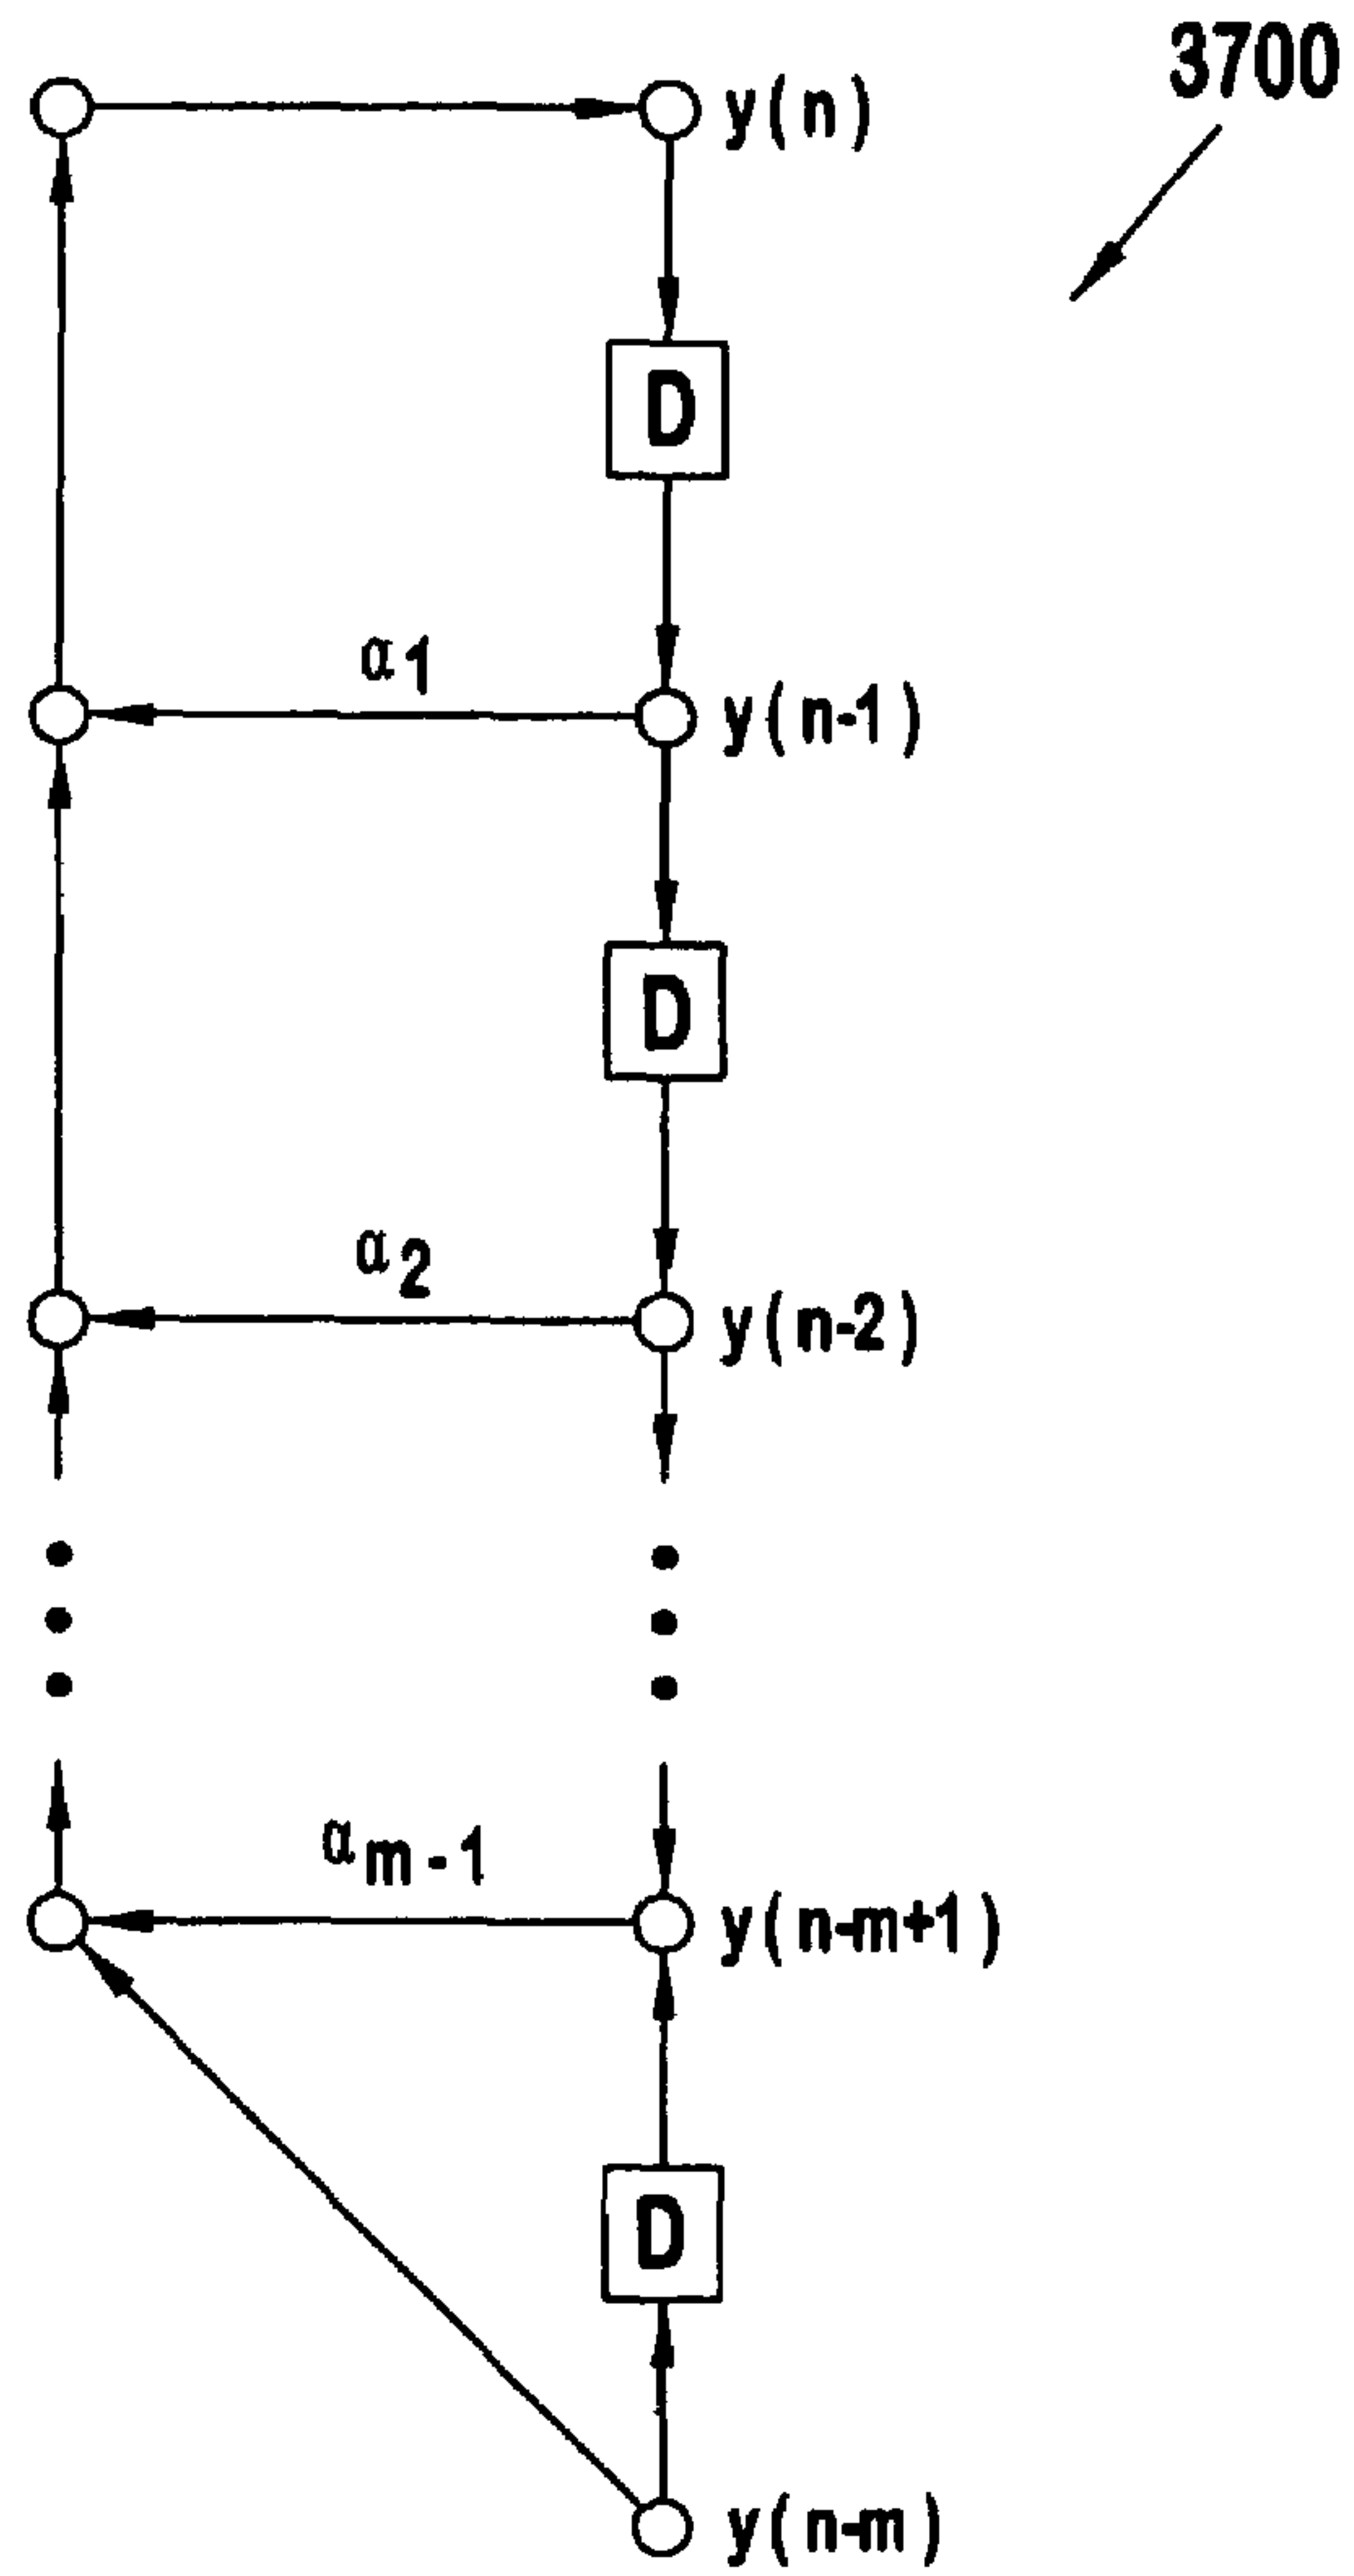 3700
y(n)
D
α1
y(n-1)
D
α2
y(n-2)
αm-1
y(n-m+1)
D
y(n-m)